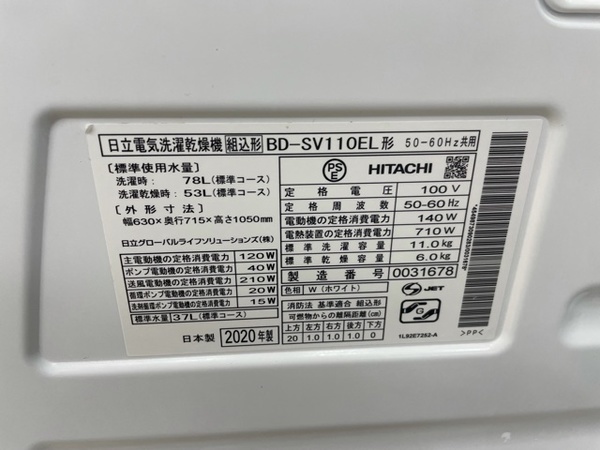 日立電気洗濯乾燥機 組込形 BD-SV110EL形 50-60Hz共用
〔標準使用水量〕
洗濯時： 78L（標準コース）
洗濯乾燥時： 53L（標準コース）
〔外形寸法〕
幅630×奥行715×高さ1050mm
日立グローバルライフソリューションズ(株)
主電動機の定格消費電力 120W
ポンプ電動機の定格消費電力 40W
送風電動機の定格消費電力 210W
循環ポンプ電動機の定格消費電力 20W
洗剤循環ポンプ電動機の定格消費電力 15W
標準水量 37L（標準コース）
日本製 2020年製
PSE HITACHI
定格電圧 100V
定格周波数 50-60Hz
電動機の定格消費電力 140W
電熱装置の定格消費電力 710W
標準洗濯容量 11.0kg
標準乾燥容量 6.0kg
製造番号 0031678
色相 W（ホワイト）
JET
消防法 基準適合 組込形
可燃物からの離隔距離(cm)
上方 左方 右方 前方 後方 下方
20 1.0 1.0 1.0 0
1L92E7252-A
>PP<